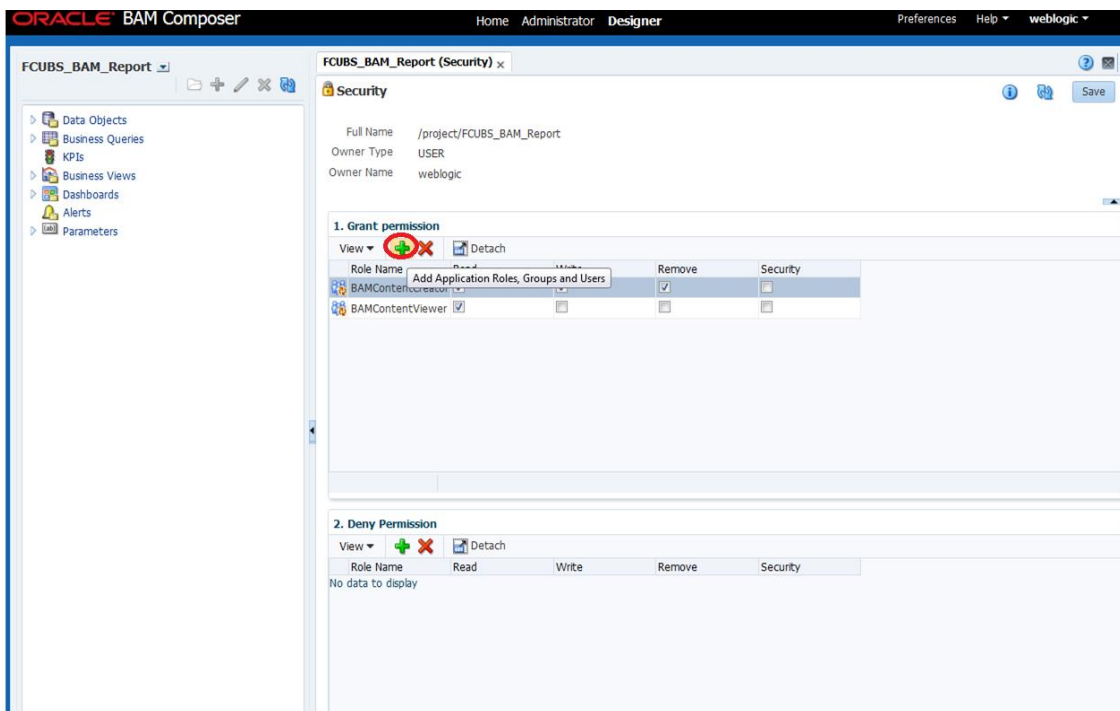 ORACLE BAM Composer Home Administrator Designer Preferences Help weblogic
FCUBS_BAM_Report
FCUBS_BAM_Report (Security) x
Security Save
Data Objects
Business Queries
KPIs
Business Views
Dashboards
Alerts
Parameters
Full Name /project/FCUBS_BAM_Report
Owner Type USER
Owner Name weblogic
1. Grant permission
View Detach
Role Name Remove Security
Add Application Roles, Groups and Users
BAMContentCreator
BAMContentViewer
2. Deny Permission
View Detach
Role Name Read Write Remove Security
No data to display